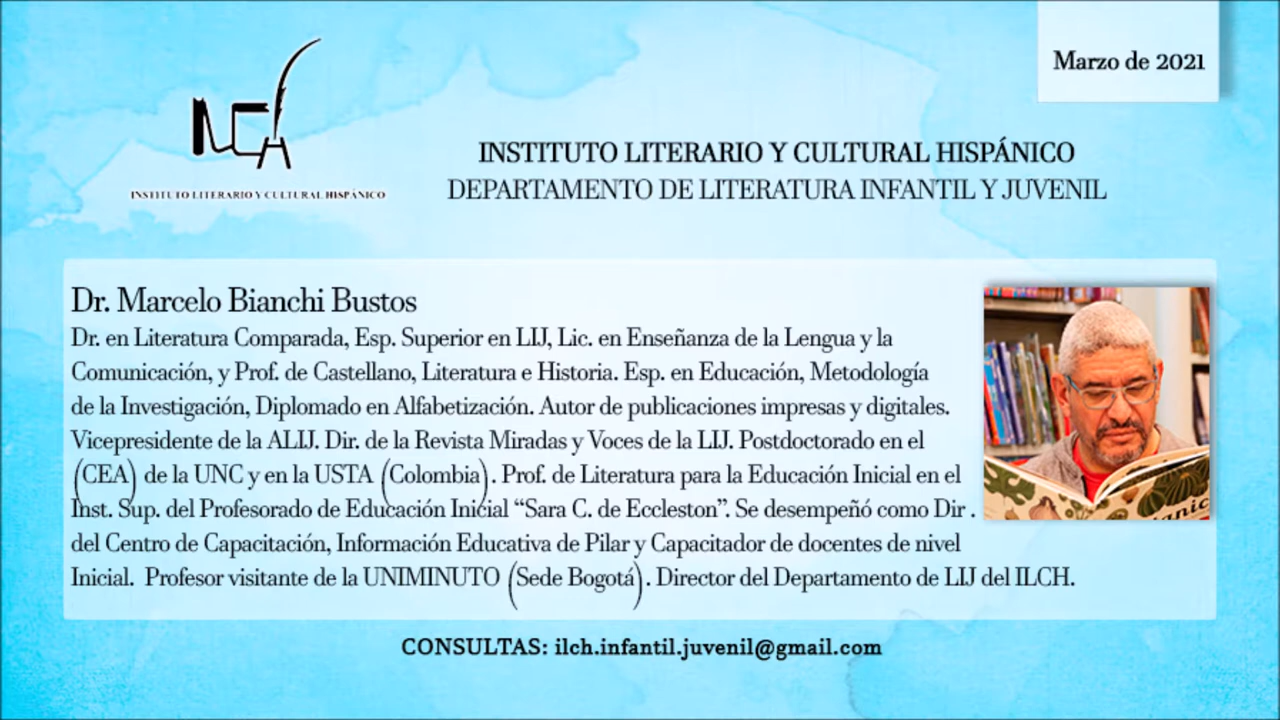 Marzo de 2021
ILCH
INSTITUTO LITERARIO Y CULTURAL HISPÁNICO
INSTITUTO LITERARIO Y CULTURAL HISPÁNICO
DEPARTAMENTO DE LITERATURA INFANTIL Y JUVENIL
Dr. Marcelo Bianchi Bustos
Dr. en Literatura Comparada, Esp. Superior en LIJ, Lic. en Enseñanza de la Lengua y la
Comunicación, y Prof. de Castellano, Literatura e Historia. Esp. en Educación, Metodología
de la Investigación, Diplomado en Alfabetización. Autor de publicaciones impresas y digitales.
Vicepresidente de la ALIJ. Dir. de la Revista Miradas y Voces de la LIJ. Postdoctorado en el
(CEA) de la UNC y en la USTA (Colombia). Prof. de Literatura para la Educación Inicial en el
Inst. Sup. del Profesorado de Educación Inicial “Sara C. de Eccleston”. Se desempeñó como Dir .
del Centro de Capacitación, Información Educativa de Pilar y Capacitador de docentes de nivel
Inicial. Profesor visitante de la UNIMINUTO (Sede Bogotá). Director del Departamento de LIJ del ILCH.
CONSULTAS: ilch.infantil.juvenil@gmail.com